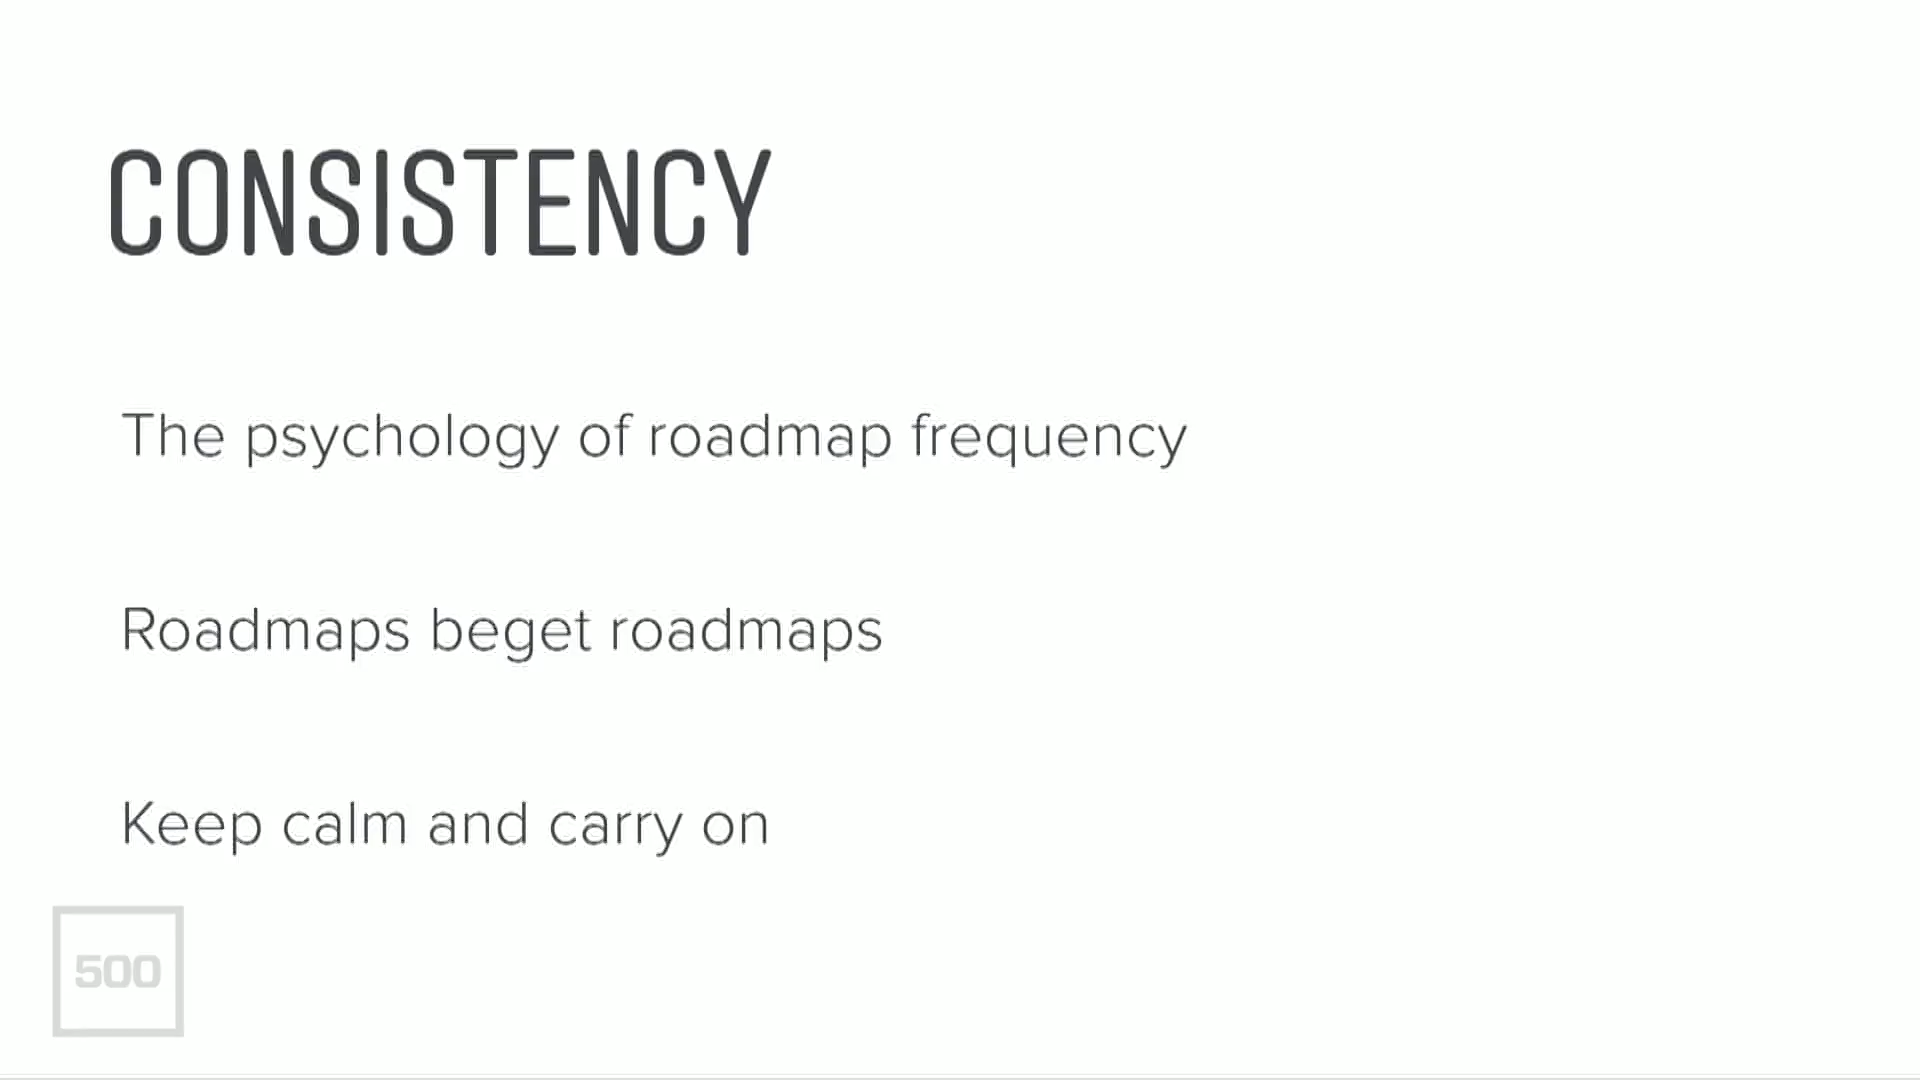 CONSISTENCY
The psychology of roadmap frequency
Roadmaps beget roadmaps
Keep calm and carry on
500